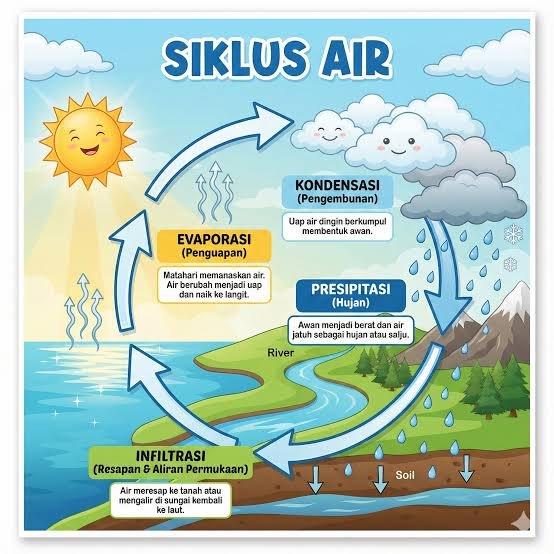 SIKLUS AIR
KONDENSASI
(Pengembunan)
Uap air dingin berkumpul
membentuk awan.
EVAPORASI
(Penguapan)
Matahari memanaskan air.
Air berubah menjadi uap
dan naik ke langit.
PRESIPITASI
(Hujan)
Awan menjadi berat dan air
jatuh sebagai hujan atau salju.
River
INFILTRASI
(Resapan & Aliran Permukaan)
Air meresap ke tanah atau
mengalir di sungai kembali
ke laut.
Soil